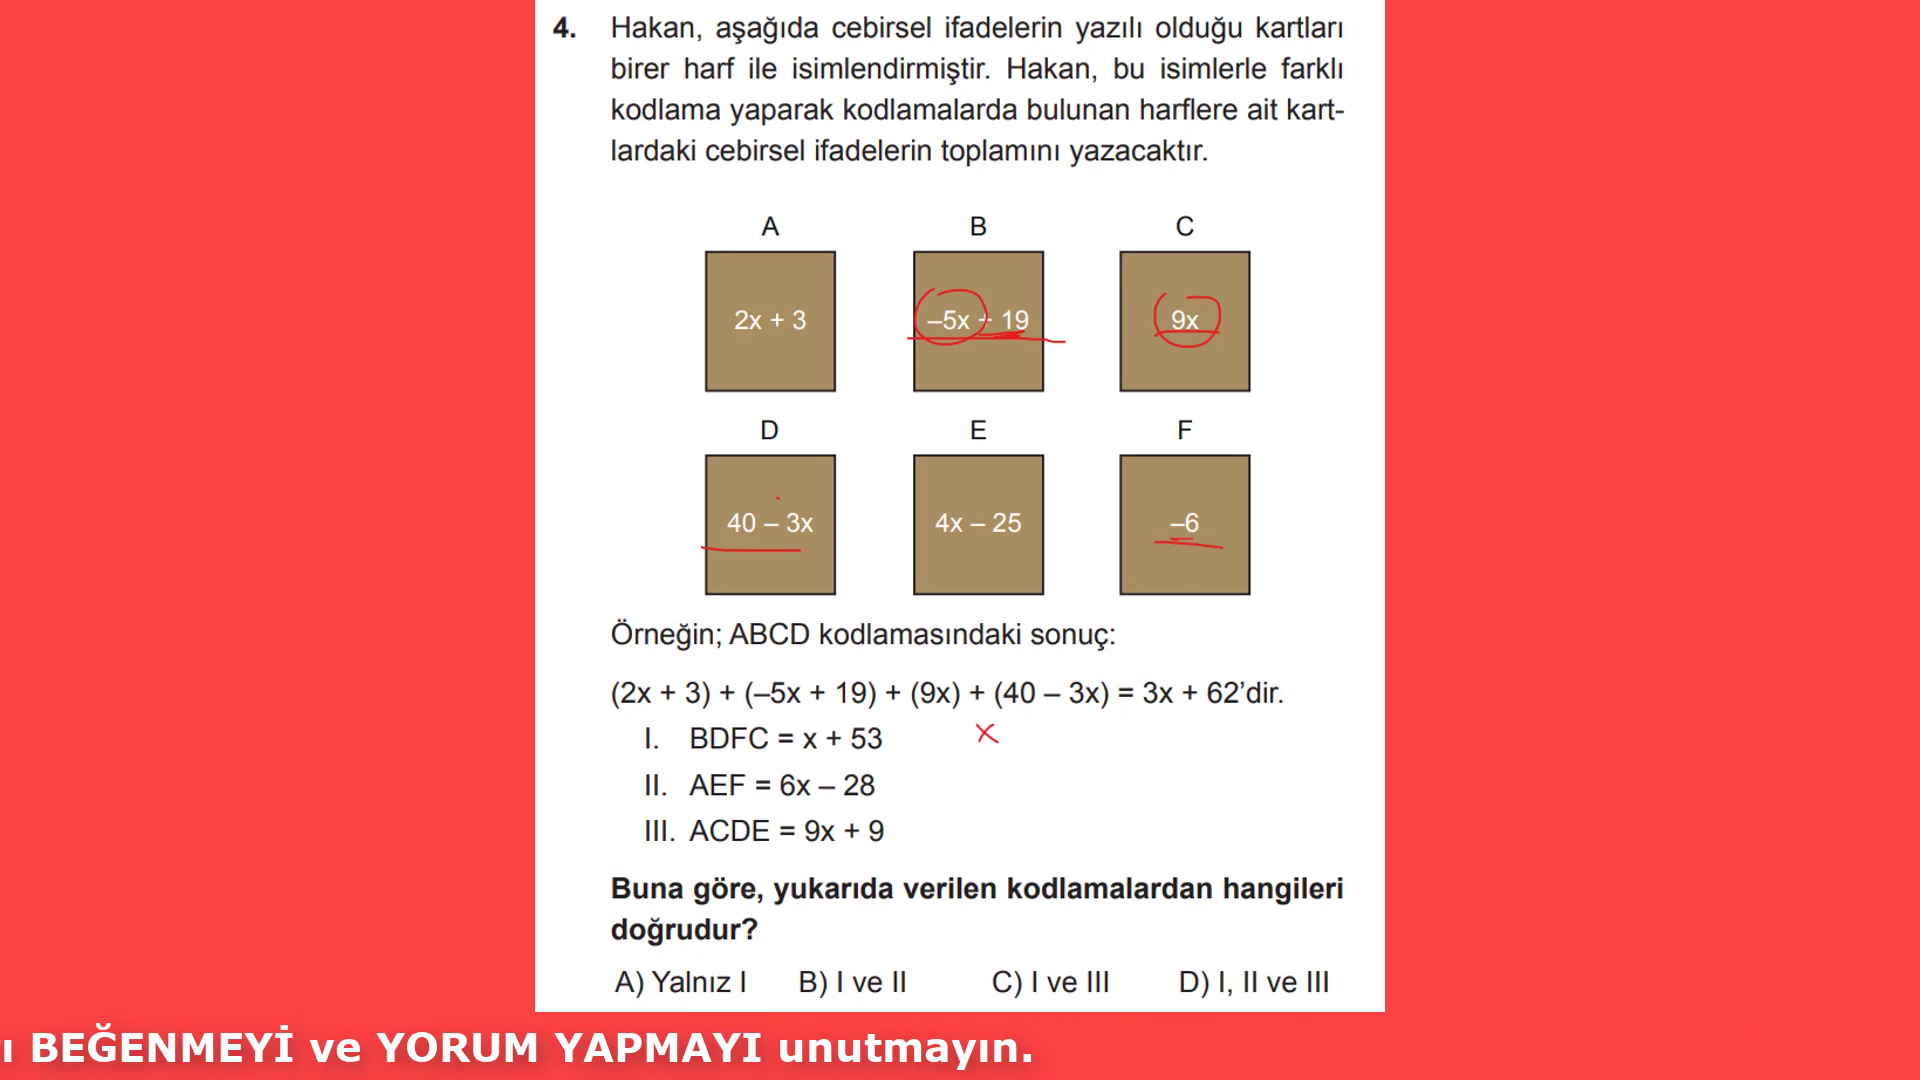 4. Hakan, aşağıda cebirsel ifadelerin yazılı olduğu kartları
birer harf ile isimlendirmiştir. Hakan, bu isimlerle farklı
kodlama yaparak kodlamalarda bulunan harflere ait kart-
lardaki cebirsel ifadelerin toplamını yazacaktır.
A B C
2x + 3 –5x + 19 9x
D E F
40 – 3x 4x – 25 –6
Örneğin; ABCD kodlamasındaki sonuç:
(2x + 3) + (–5x + 19) + (9x) + (40 – 3x) = 3x + 62’dir.
I. BDFC = x + 53 x
II. AEF = 6x – 28
III. ACDE = 9x + 9
Buna göre, yukarıda verilen kodlamalardan hangileri
doğrudur?
A) Yalnız I B) I ve II C) I ve III D) I, II ve III
ı BEĞENMEYİ ve YORUM YAPMAYI unutmayın.